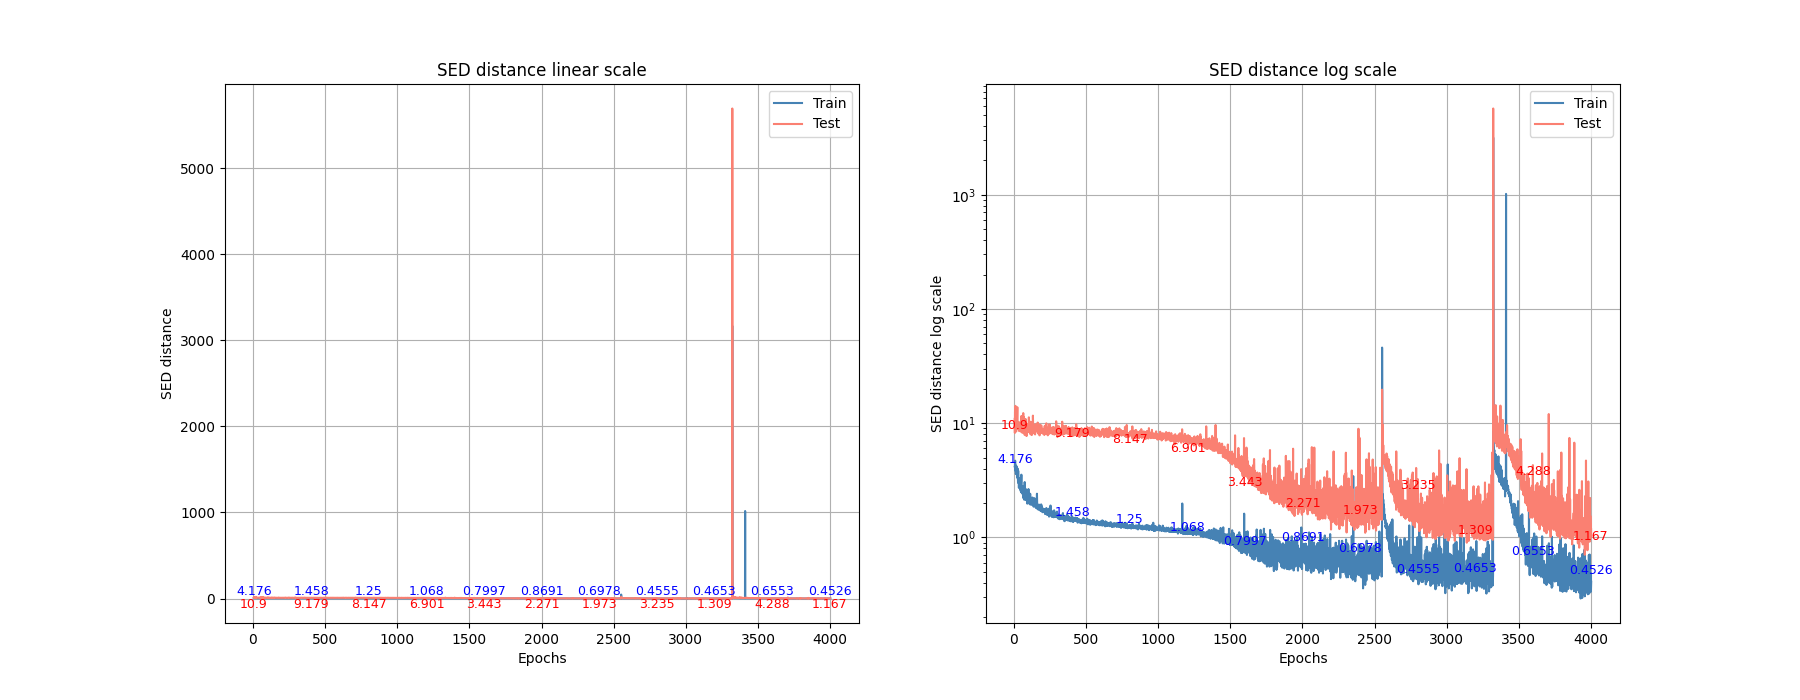 SED distance linear scale
Train
Test
SED distance
5000
4000
3000
2000
1000
0
4.176 1.458 1.25 1.068 0.7997 0.8691 0.6978 0.4555 0.4653 0.6553 0.4526
10.9 9.179 8.147 6.901 3.443 2.271 1.973 3.235 1.309 4.288 1.167
0 500 1000 1500 2000 2500 3000 3500 4000
Epochs
SED distance log scale
Train
Test
SED distance log scale
10³
10²
10¹
10⁰
10.9 9.179 8.147 6.901 3.443 2.271 1.973 3.235 1.309 4.288 1.167
4.176 1.458 1.25 1.068 0.7997 0.8691 0.6978 0.4555 0.4653 0.6553 0.4526
0 500 1000 1500 2000 2500 3000 3500 4000
Epochs